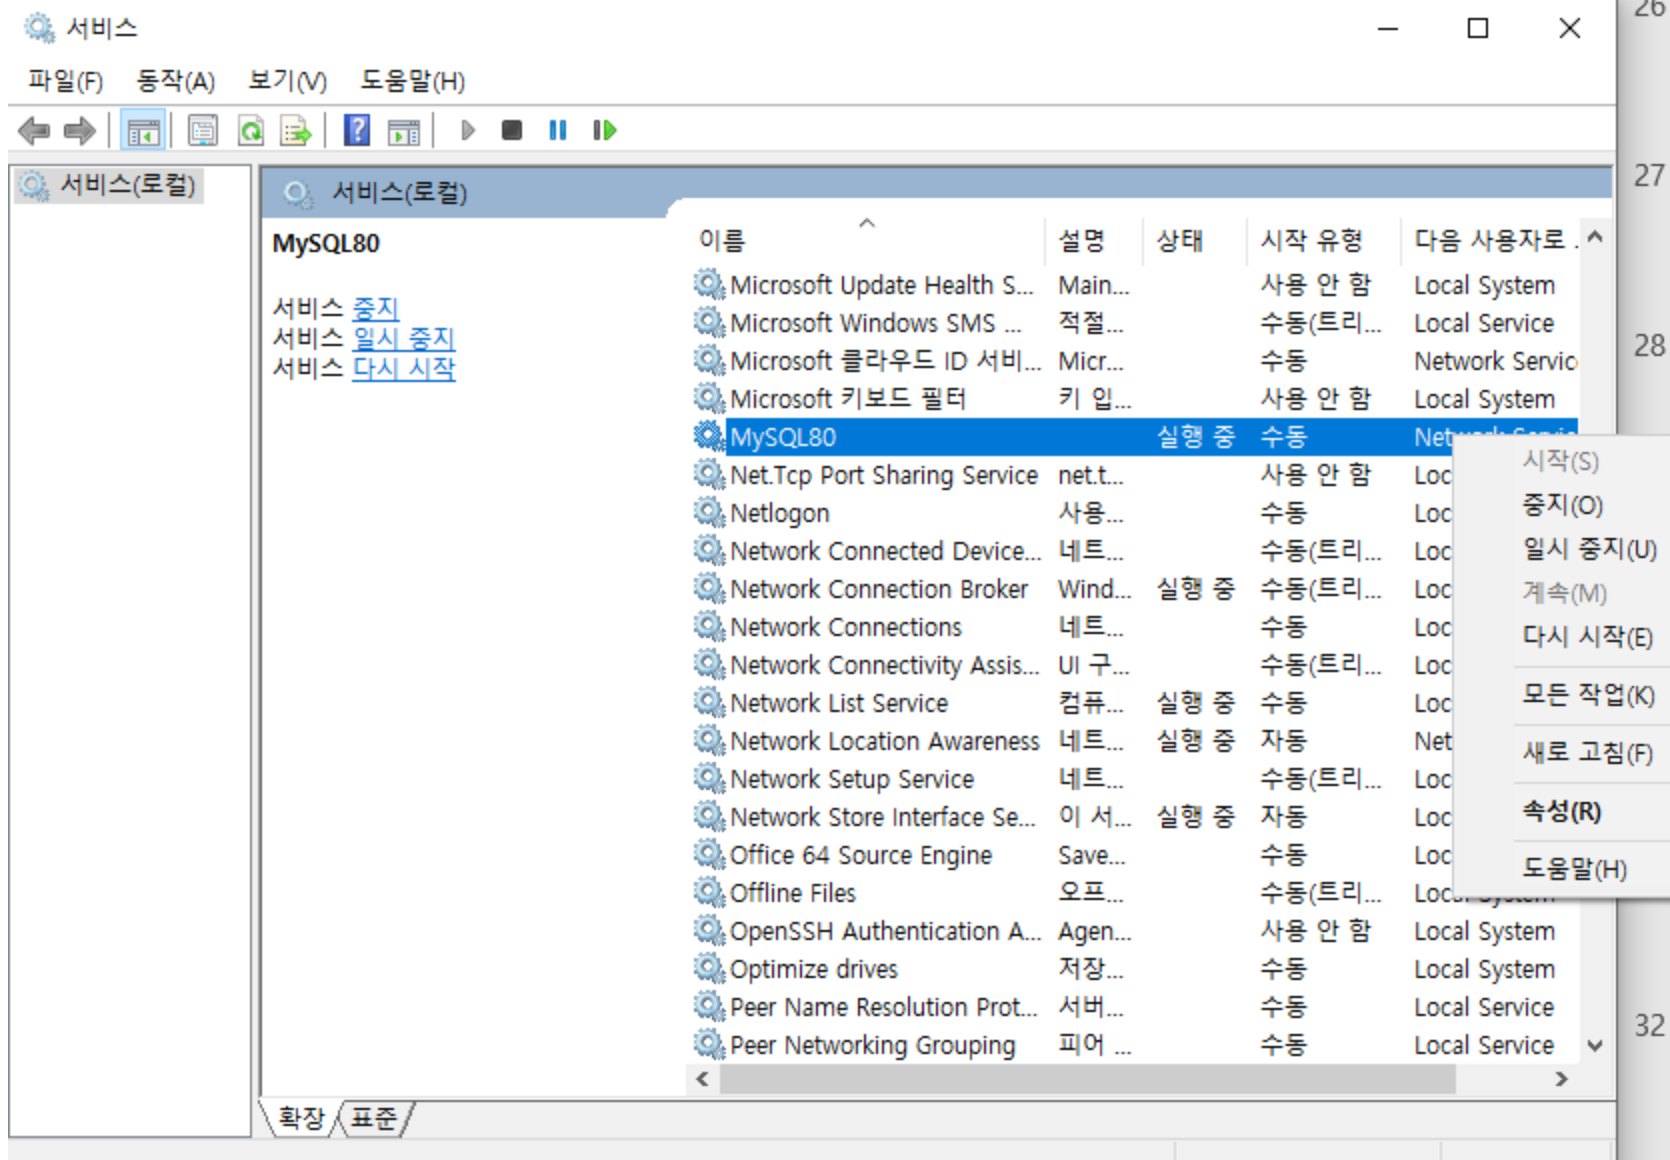 서비스
파일(F) 동작(A) 보기(V) 도움말(H)
서비스(로컬)
서비스(로컬)
MySQL80
서비스 중지
서비스 일시 중지
서비스 다시 시작
이름 설명 상태 시작 유형 다음 사용자로 .
Microsoft Update Health S... Main... 사용 안 함 Local System
Microsoft Windows SMS ... 적절... 수동(트리... Local Service
Microsoft 클라우드 ID 서비... Micr... 수동 Network Servic
Microsoft 키보드 필터 키 입... 사용 안 함 Local System
MySQL80 실행 중 수동 Network Servic
Net.Tcp Port Sharing Service net.t... 사용 안 함 Loc
Netlogon 사용... 수동 Loc
Network Connected Device... 네트... 수동(트리... Loc
Network Connection Broker Wind... 실행 중 수동(트리... Loc
Network Connections 네트... 수동 Loc
Network Connectivity Assis... UI 구... 수동(트리... Loc
Network List Service 컴퓨... 실행 중 수동 Loc
Network Location Awareness 네트... 실행 중 자동 Net
Network Setup Service 네트... 수동(트리... Loc
Network Store Interface Se... 이 서... 실행 중 자동 Loc
Office 64 Source Engine Save... 수동 Loc
Offline Files 오프... 수동(트리... Local System
OpenSSH Authentication A... Agen... 사용 안 함 Local System
Optimize drives 저장... 수동 Local System
Peer Name Resolution Prot... 서버... 수동 Local Service
Peer Networking Grouping 피어 ... 수동 Local Service
시작(S)
중지(O)
일시 중지(U)
계속(M)
다시 시작(E)
모든 작업(K)
새로 고침(F)
속성(R)
도움말(H)
확장 표준
26
27
28
32